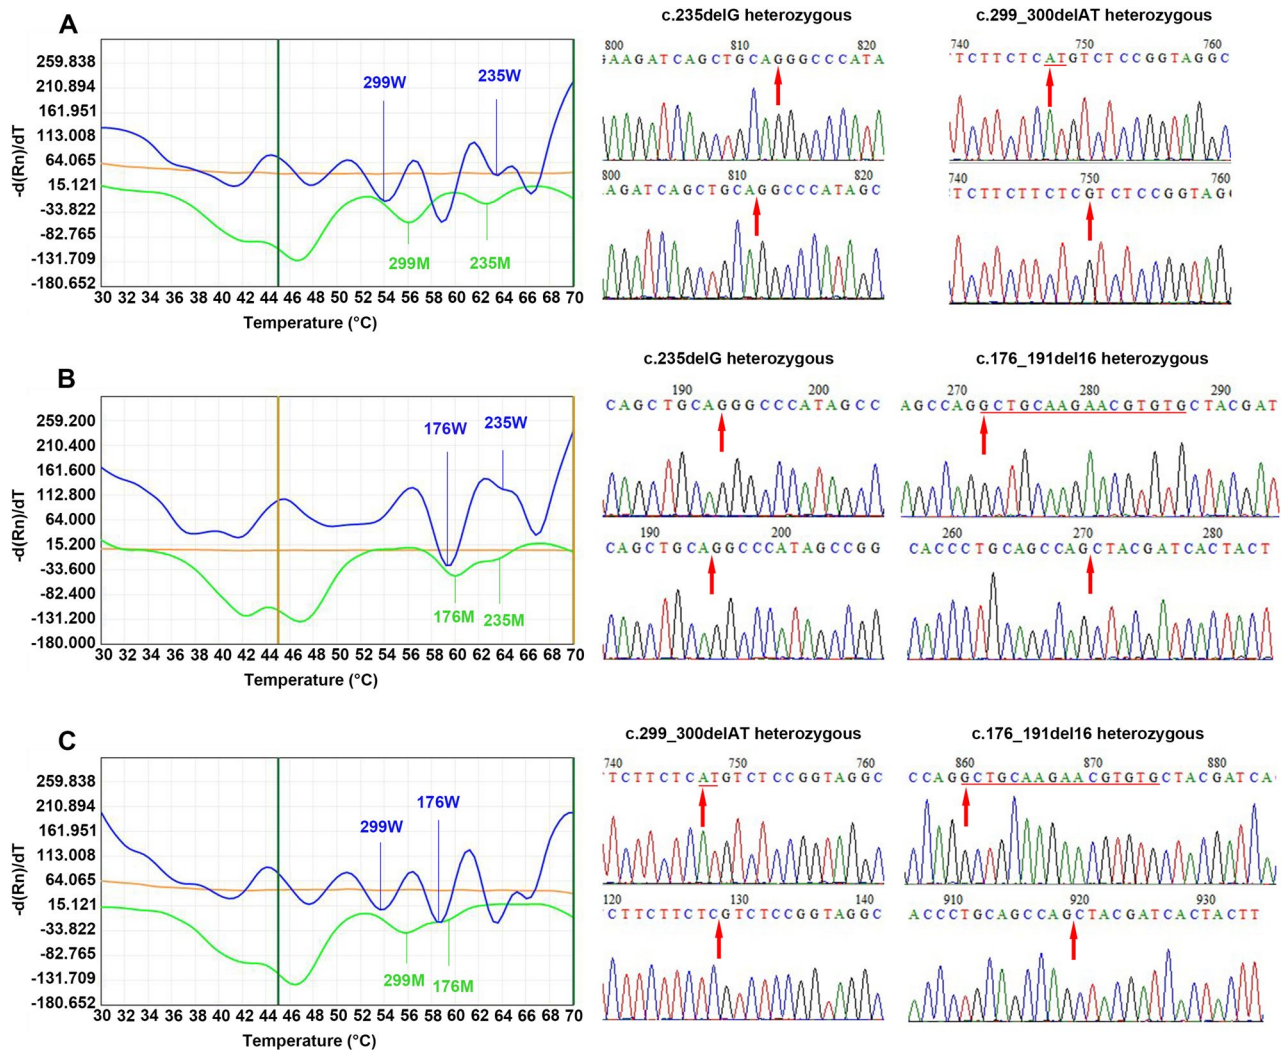 A
-d(Rn)/dT
259.838
210.894
161.951
113.008
64.065
15.121
-33.822
-82.765
-131.709
-180.652
299W
235W
299M
235M
30 32 34 36 38 40 42 44 46 48 50 52 54 56 58 60 62 64 66 68 70
Temperature (°C)
c.235delG heterozygous
800 810 820
GAAGATCAGCTGCAGGGCCCATA
800 810 820
AGATCAGCTGCAGGCCCATAGC
c.299_300delAT heterozygous
740 750 760
TCTTCTCATGTCTCCGGTAGGC
740 750 760
TCTTCTTCTCGTCTCCGGTAG
B
-d(Rn)/dT
259.200
210.400
161.600
112.800
64.000
15.200
-33.600
-82.400
-131.200
-180.000
176W
235W
176M
235M
30 32 34 36 38 40 42 44 46 48 50 52 54 56 58 60 62 64 66 68 70
Temperature (°C)
c.235delG heterozygous
190 200
CAGCTGCAGGGCCCATAGCC
190 200
CAGCTGCAGGCCCATAGCCGG
c.176_191del16 heterozygous
270 280 290
AGCCAGGCTGCAAGAACGTGTGCTACGAT
260 270 280
CACCCTGCAGCCAGCTACGATCACTACT
C
-d(Rn)/dT
259.838
210.894
161.951
113.008
64.065
15.121
-33.822
-82.765
-131.709
-180.652
299W
176W
299M
176M
30 32 34 36 38 40 42 44 46 48 50 52 54 56 58 60 62 64 66 68 70
Temperature (°C)
c.299_300delAT heterozygous
740 750 760
TCTTCTCATGTCTCCGGTAGGC
120 130 140
CTTCTTCTCGTCTCCGGTAGGC
c.176_191del16 heterozygous
860 870 880
CCAGGCTGCAAGAACGTGTGCTACGATCA
910 920 930
ACCCTGCAGCCAGCTACGATCACTACTT